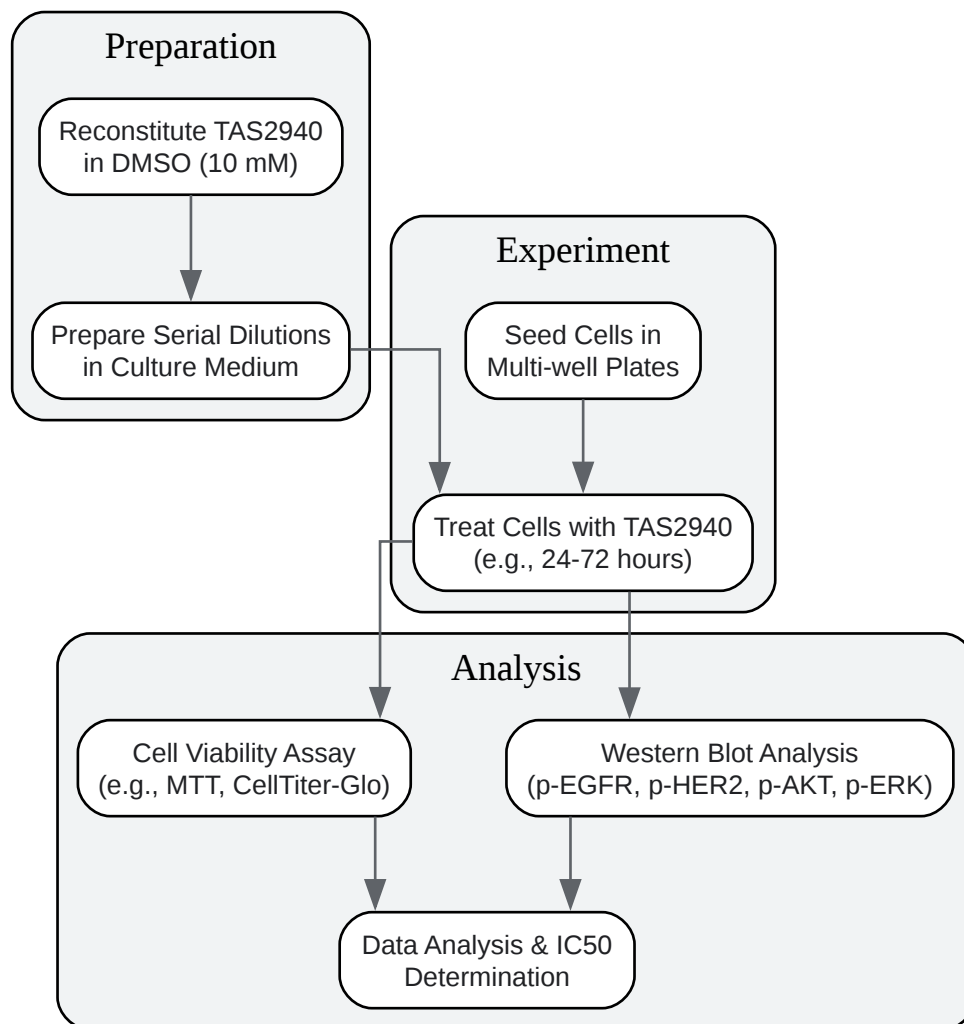 Preparation
Reconstitute TAS2940
in DMSO (10 mM)
Prepare Serial Dilutions
in Culture Medium
Experiment
Seed Cells in
Multi-well Plates
Treat Cells with TAS2940
(e.g., 24-72 hours)
Analysis
Cell Viability Assay
(e.g., MTT, CellTiter-Glo)
Western Blot Analysis
(p-EGFR, p-HER2, p-AKT, p-ERK)
Data Analysis & IC50
Determination